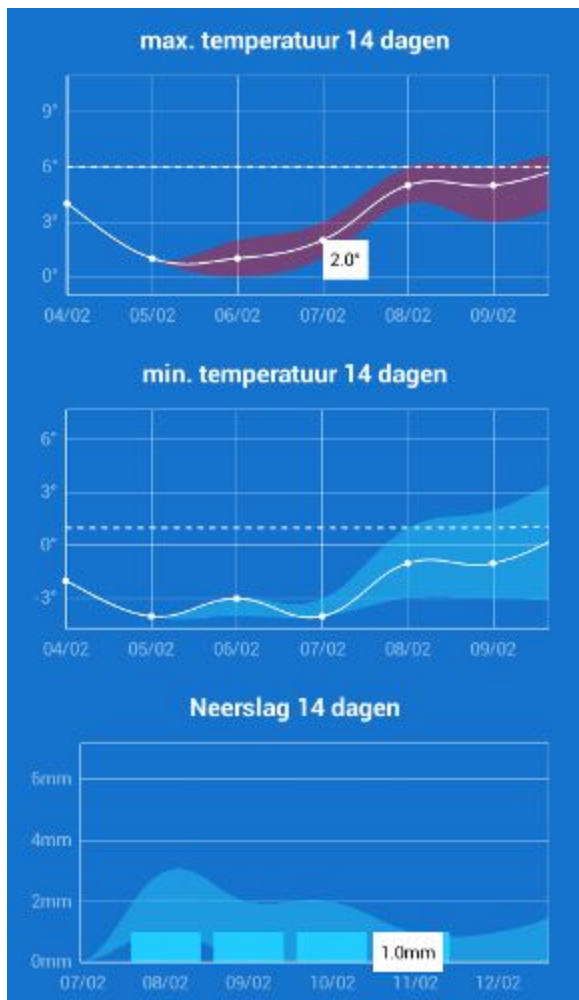 max. temperatuur 14 dagen
9°
6°
3°
2.0°
0°
04/02 05/02 06/02 07/02 08/02 09/02
min. temperatuur 14 dagen
6°
3°
0°
-3°
04/02 05/02 06/02 07/02 08/02 09/02
Neerslag 14 dagen
6mm
4mm
2mm
1.0mm
0mm
07/02 08/02 09/02 10/02 11/02 12/02